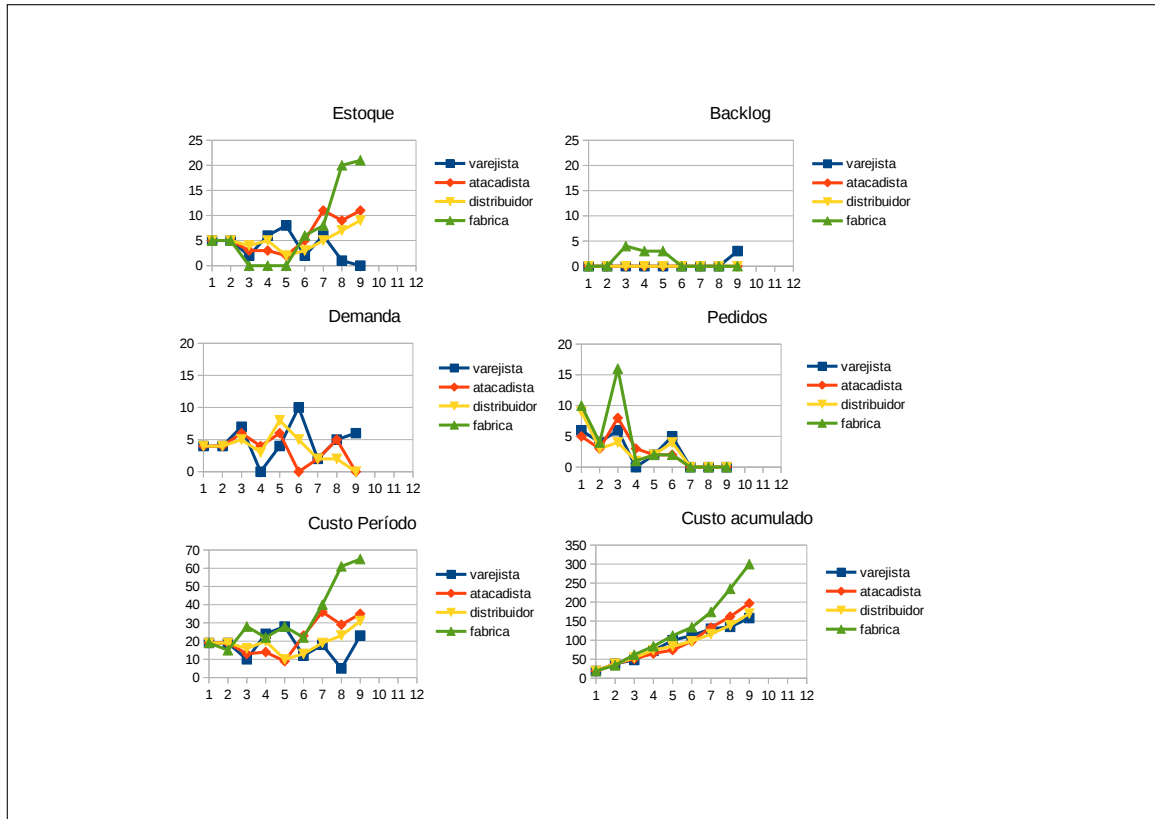 Estoque
25
20
15
10
5
0
1 2 3 4 5 6 7 8 9 10 11 12
varejista
atacadista
distribuidor
fabrica
Backlog
25
20
15
10
5
0
1 2 3 4 5 6 7 8 9 10 11 12
varejista
atacadista
distribuidor
fabrica
Demanda
20
15
10
5
0
1 2 3 4 5 6 7 8 9 10 11 12
varejista
atacadista
distribuidor
fabrica
Pedidos
20
15
10
5
0
1 2 3 4 5 6 7 8 9 10 11 12
varejista
atacadista
distribuidor
fabrica
Custo Período
70
60
50
40
30
20
10
0
1 2 3 4 5 6 7 8 9 10 11 12
varejista
atacadista
distribuidor
fabrica
Custo acumulado
350
300
250
200
150
100
50
0
1 2 3 4 5 6 7 8 9 10 11 12
varejista
atacadista
distribuidor
fabrica